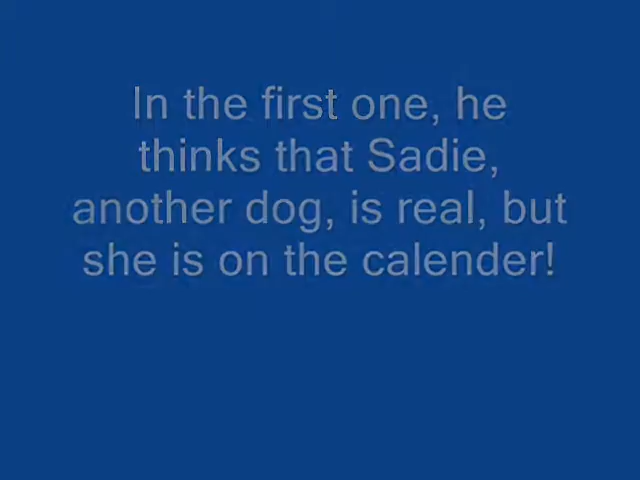 In the first one, he
thinks that Sadie,
another dog, is real, but
she is on the calender!